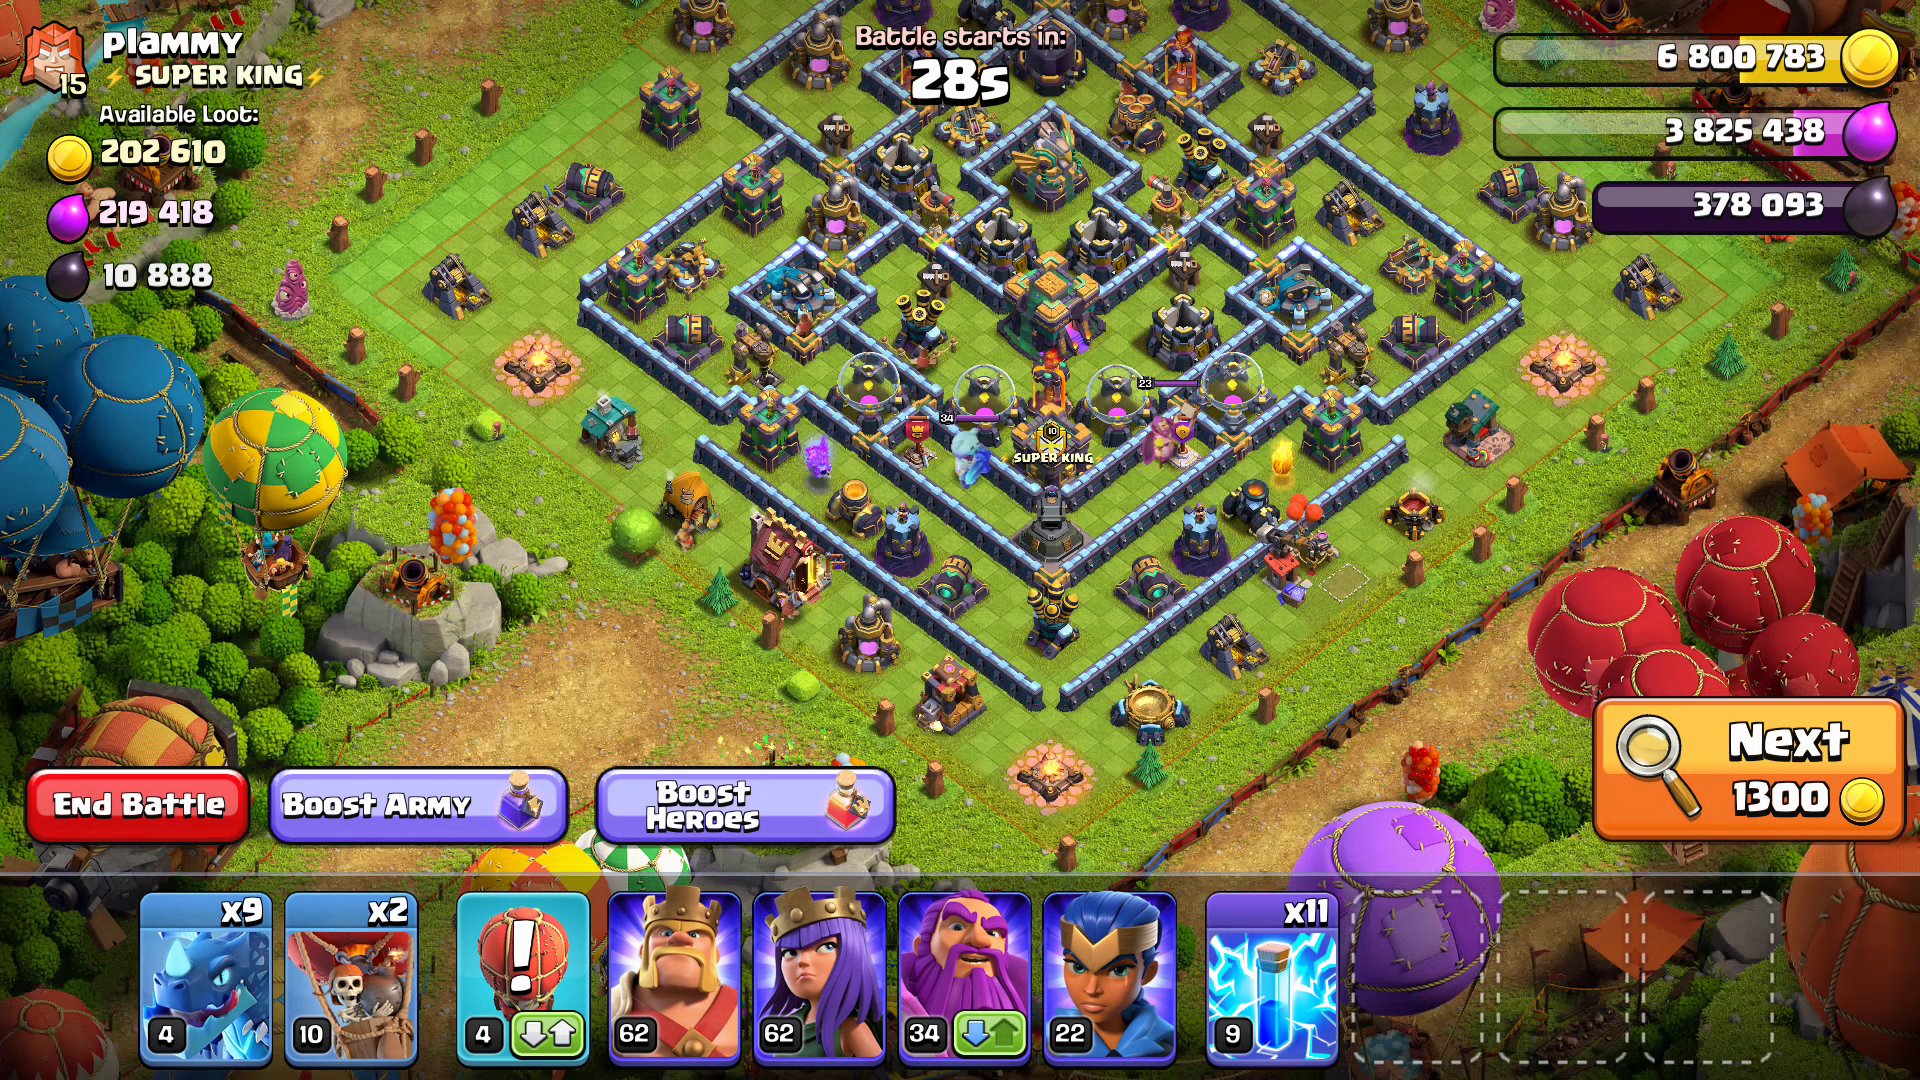 plammy
15
⚡ SUPER KING ⚡
Available Loot:
202 610
219 418
10 888
Battle starts in:
28s
6 800 783
3 825 438
378 093
23
34
10
⚡ SUPER KING ⚡
Next
1300
End Battle
Boost Army
Boost
Heroes
x9
x2
x11
4
10
!
4
62
62
34
22
9